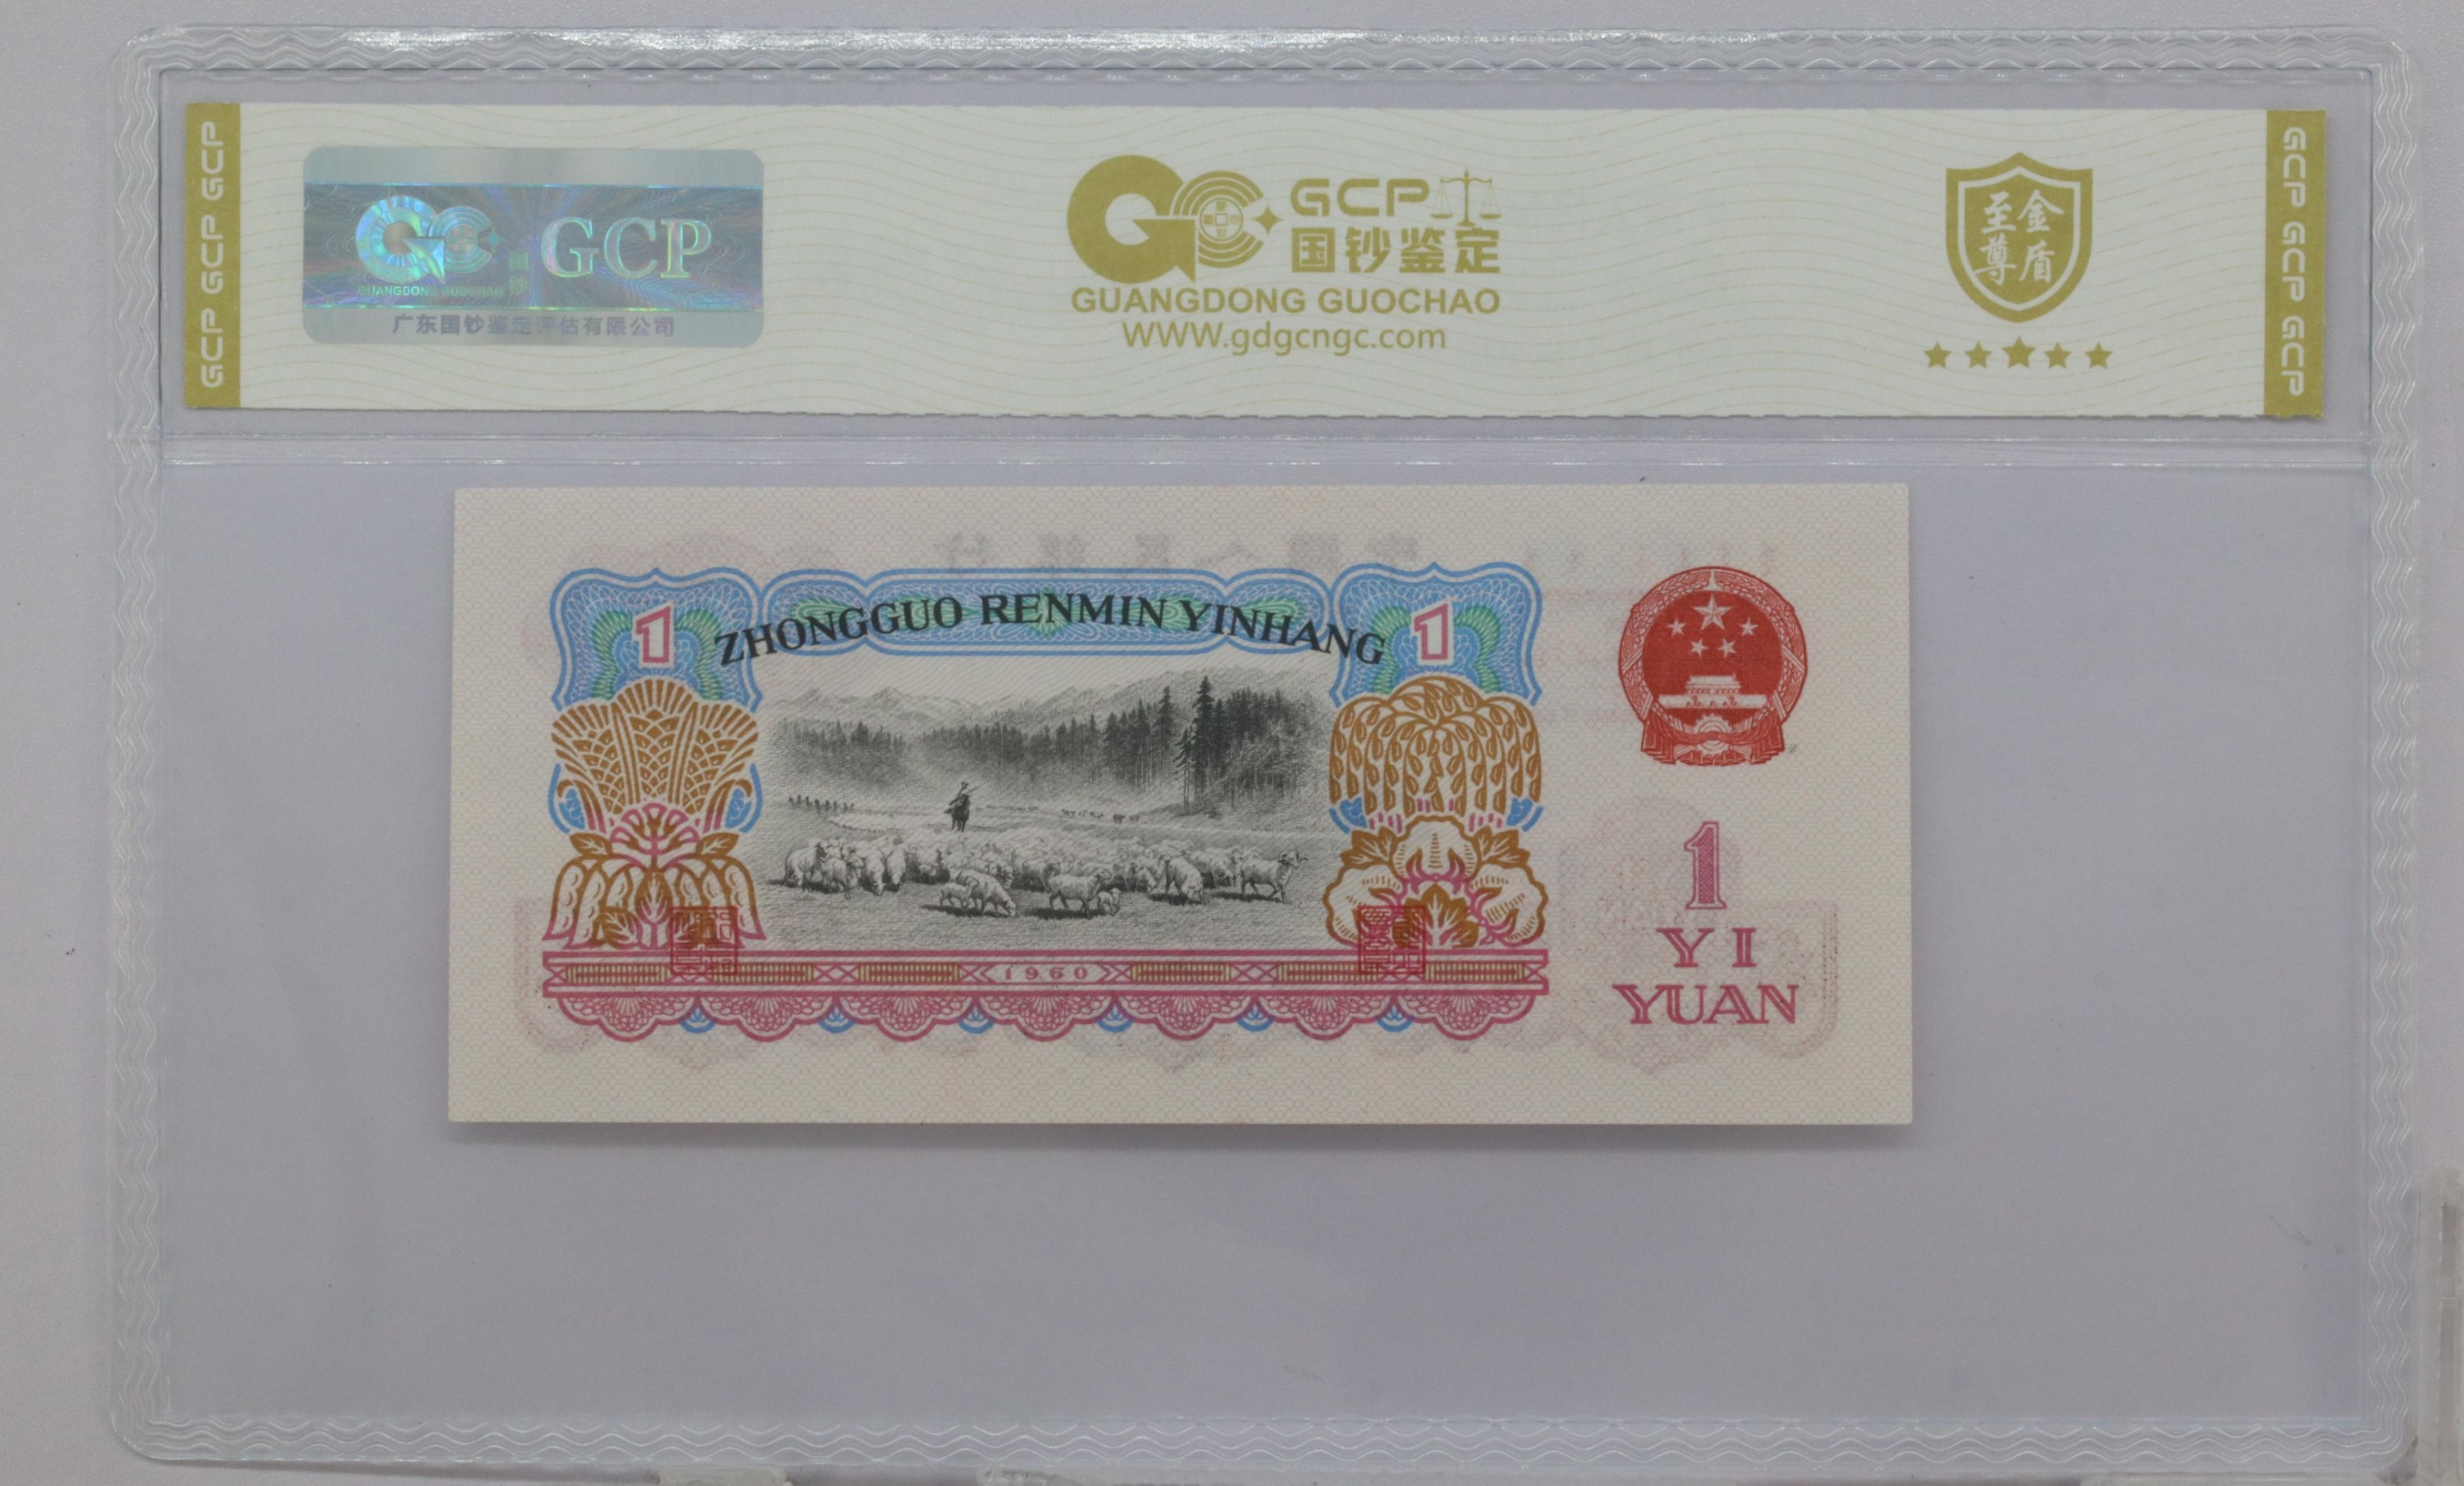 GCP GCP GCP
GC GCP
GUANGDONG GUOCHAO
广东国钞鉴定评估有限公司
GC GCP
国钞鉴定
GUANGDONG GUOCHAO
WWW.gdgcngc.com
至尊
金盾
GCP GCP GCP
1
ZHONGGUO RENMIN YINHANG
1
1960
1
YI
YUAN